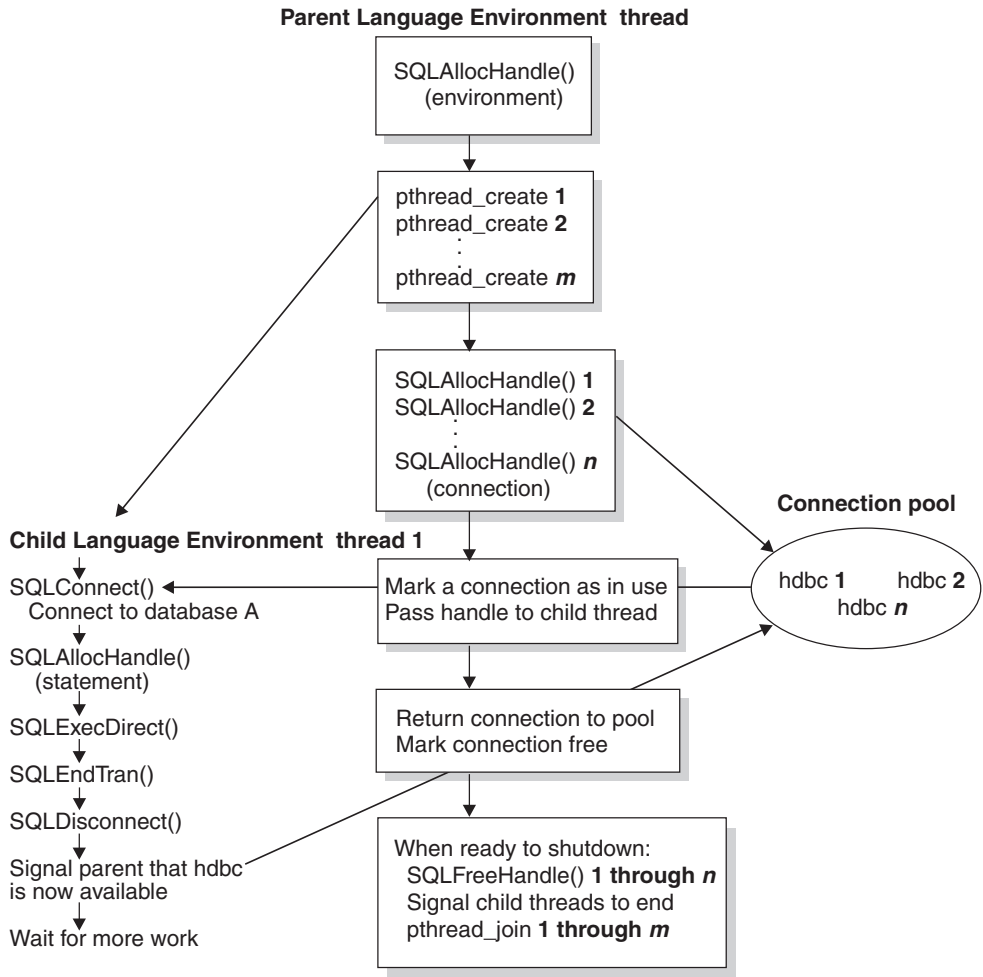 Parent Language Environment thread
SQLAllocHandle()
(environment)
pthread_create 1
pthread_create 2
.
.
.
pthread_create m
SQLAllocHandle() 1
SQLAllocHandle() 2
.
.
.
SQLAllocHandle() n
(connection)
Connection pool
hdbc 1 hdbc 2
hdbc n
Child Language Environment thread 1
SQLConnect()
Connect to database A
SQLAllocHandle()
(statement)
SQLExecDirect()
SQLEndTran()
SQLDisconnect()
Signal parent that hdbc
is now available
Wait for more work
Mark a connection as in use
Pass handle to child thread
Return connection to pool
Mark connection free
When ready to shutdown:
SQLFreeHandle() 1 through n
Signal child threads to end
pthread_join 1 through m